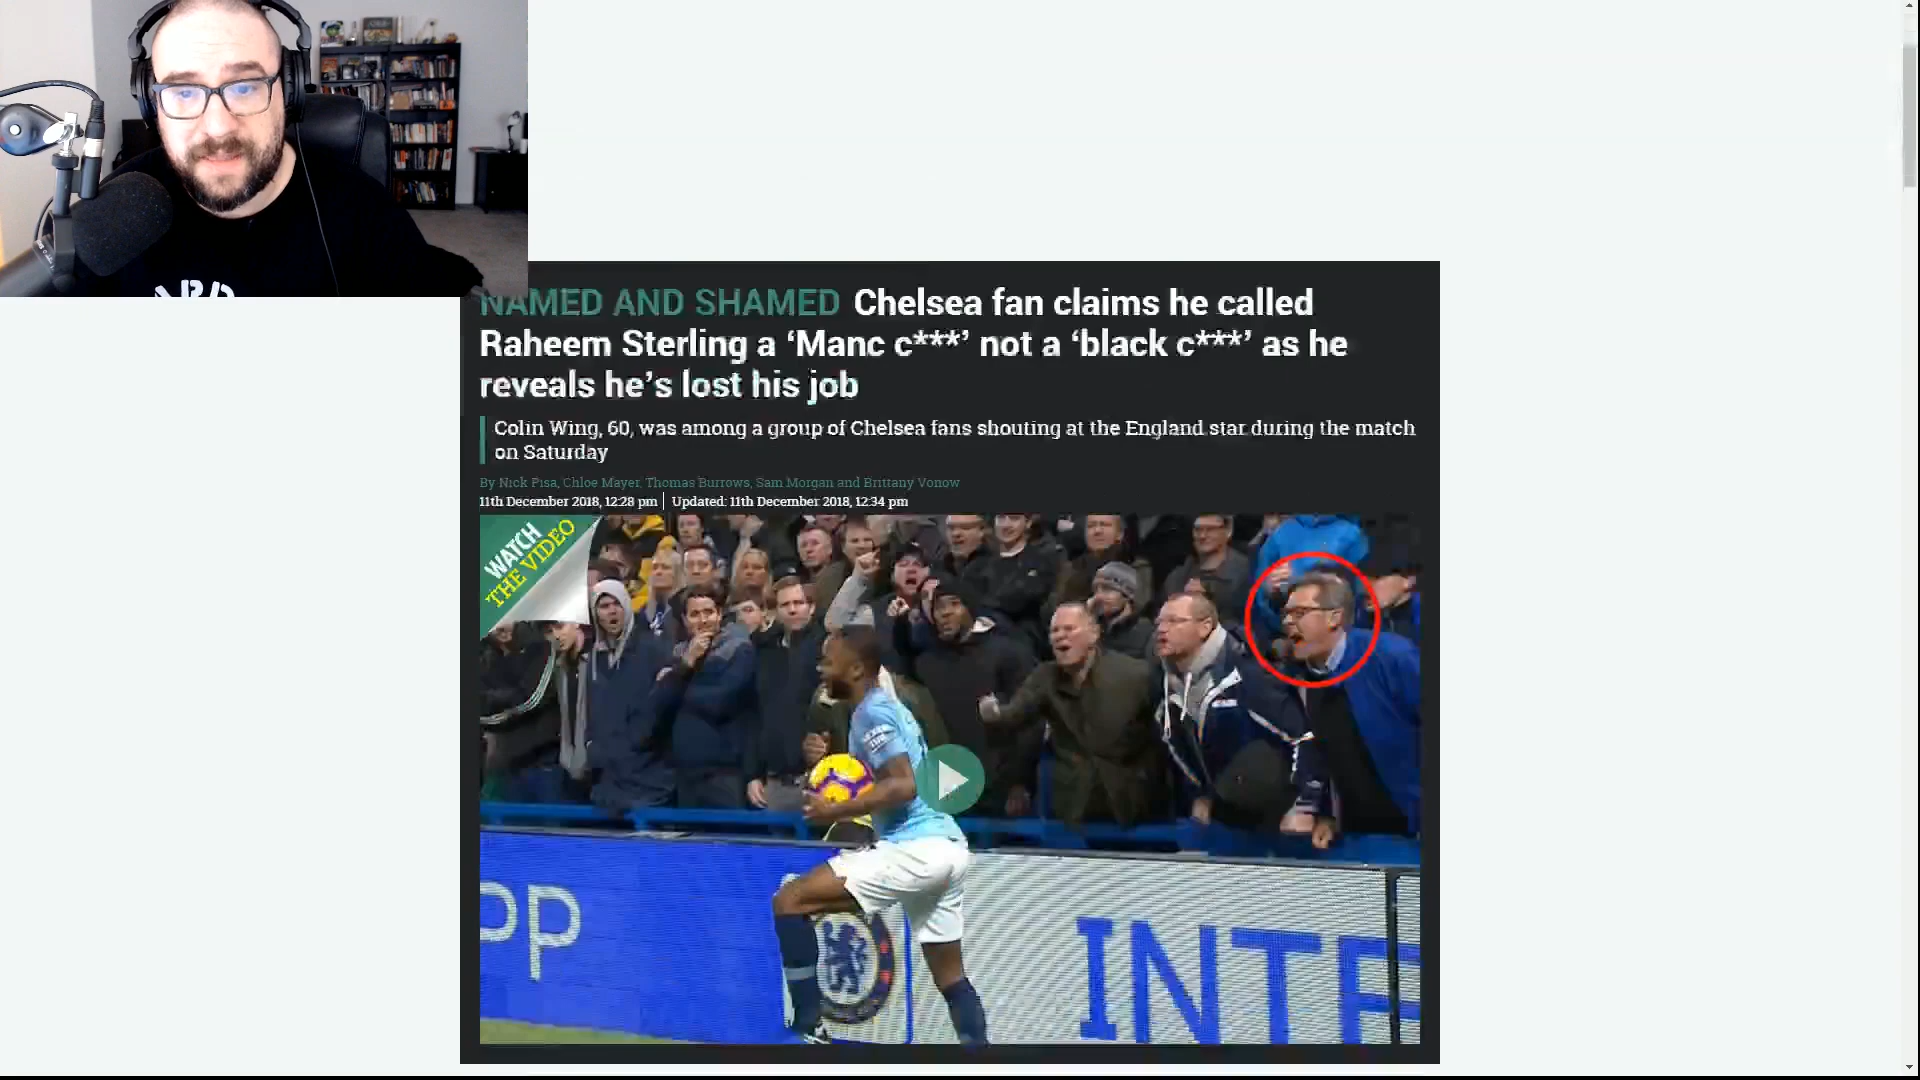 NAMED AND SHAMED Chelsea fan claims he called
Raheem Sterling a ‘Manc c***’ not a ‘black c***’ as he
reveals he’s lost his job
Colin Wing, 60, was among a group of Chelsea fans shouting at the England star during the match
on Saturday
By Nick Pisa, Chloe Mayer, Thomas Burrows, Sam Morgan and Brittany Vonow
11th December 2018, 12:28 pm | Updated: 11th December 2018, 12:34 pm
WATCH
THE VIDEO
PP
INTE